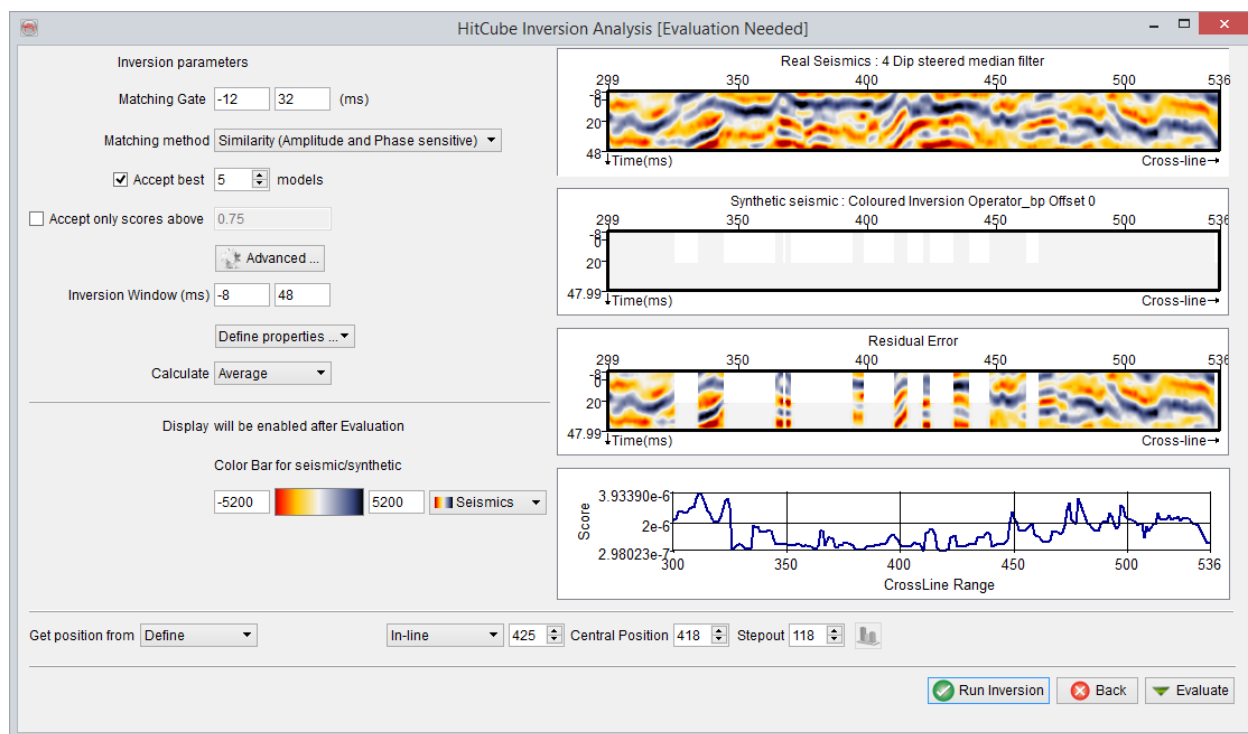 HitCube Inversion Analysis [Evaluation Needed]
Inversion parameters
Matching Gate -12 32 (ms)
Matching method Similarity (Amplitude and Phase sensitive)
Accept best 5 models
Accept only scores above 0.75
Advanced ...
Inversion Window (ms) -8 48
Define properties ...
Calculate Average
Display will be enabled after Evaluation
Color Bar for seismic/synthetic
-5200 5200 Seismics
Real Seismics : 4 Dip steered median filter
299 350 400 450 500 536
-8
0
20
48 Time(ms) Cross-line
Synthetic seismic : Coloured Inversion Operator_bp Offset 0
299 350 400 450 500 536
-8
0
20
47.99 Time(ms) Cross-line
Residual Error
299 350 400 450 500 536
-8
0
20
47.99 Time(ms) Cross-line
Score
3.93390e-6
2e-6
2.98023e-7
300 350 400 450 500 536
CrossLine Range
Get position from Define In-line 425 Central Position 418 Stepout 118
Run Inversion Back Evaluate